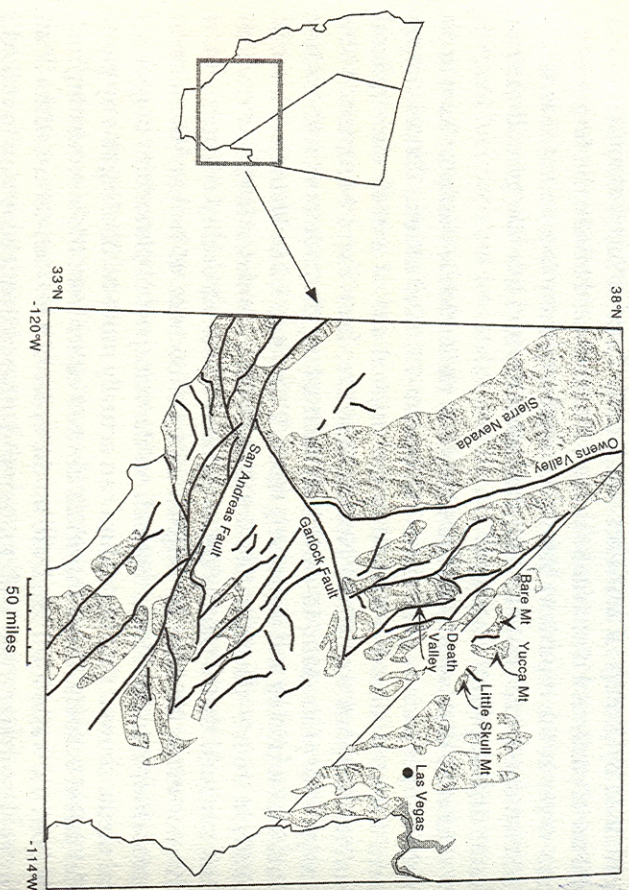 38°N
Sierra Nevada
Owens Valley
Bare Mt
Yucca Mt
Little Skull Mt
Death
Valley
Las Vegas
Garlock Fault
San Andreas Fault
33°N
-120°W
-114°W
50 miles